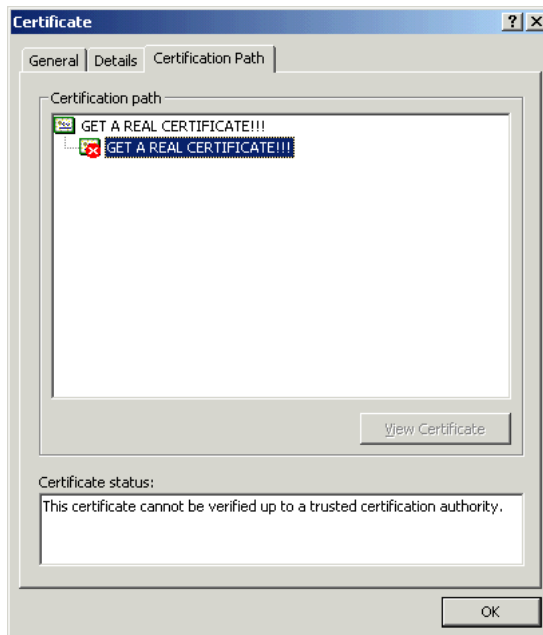 Certificate
General
Details
Certification Path
Certification path
GET A REAL CERTIFICATE!!!
GET A REAL CERTIFICATE!!!
View Certificate
Certificate status:
This certificate cannot be verified up to a trusted certification authority.
OK